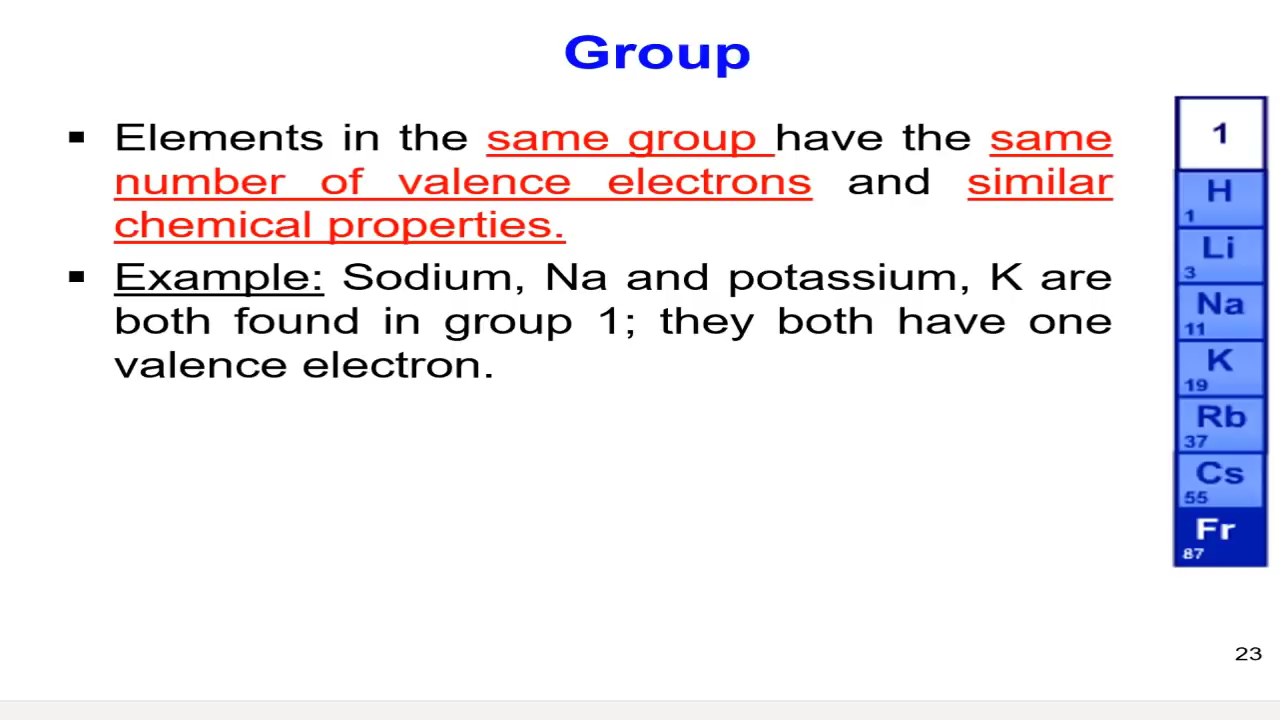 Group
▪ Elements in the same group have the same
number of valence electrons and similar
chemical properties.
▪ Example: Sodium, Na and potassium, K are
both found in group 1; they both have one
valence electron.
1
H
1
Li
3
Na
11
K
19
Rb
37
Cs
55
Fr
87
23